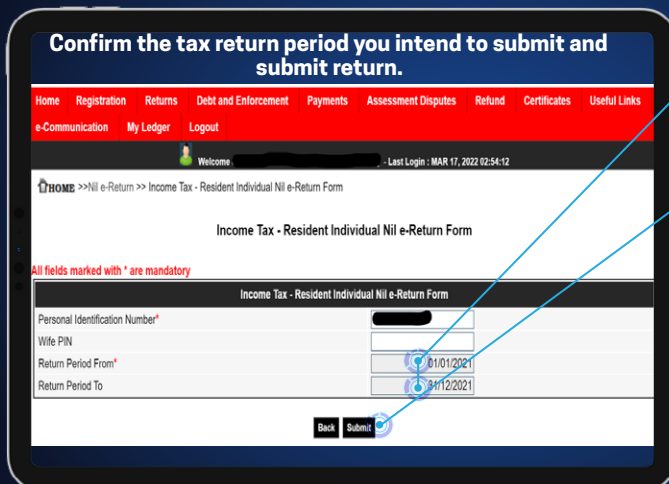 Confirm the tax return period you intend to submit and
submit return.
Home Registration Returns Debt and Enforcement Payments Assessment Disputes Refund Certificates Useful Links
e-Communication My Ledger Logout
Welcome - Last Login : MAR 17, 2022 02:54:12
HOME >>Nil e-Return >> Income Tax - Resident Individual Nil e-Return Form
Income Tax - Resident Individual Nil e-Return Form
All fields marked with * are mandatory
Income Tax - Resident Individual Nil e-Return Form
Personal Identification Number*
Wife PIN
Return Period From* 01/01/2021
Return Period To 31/12/2021
Back Submit